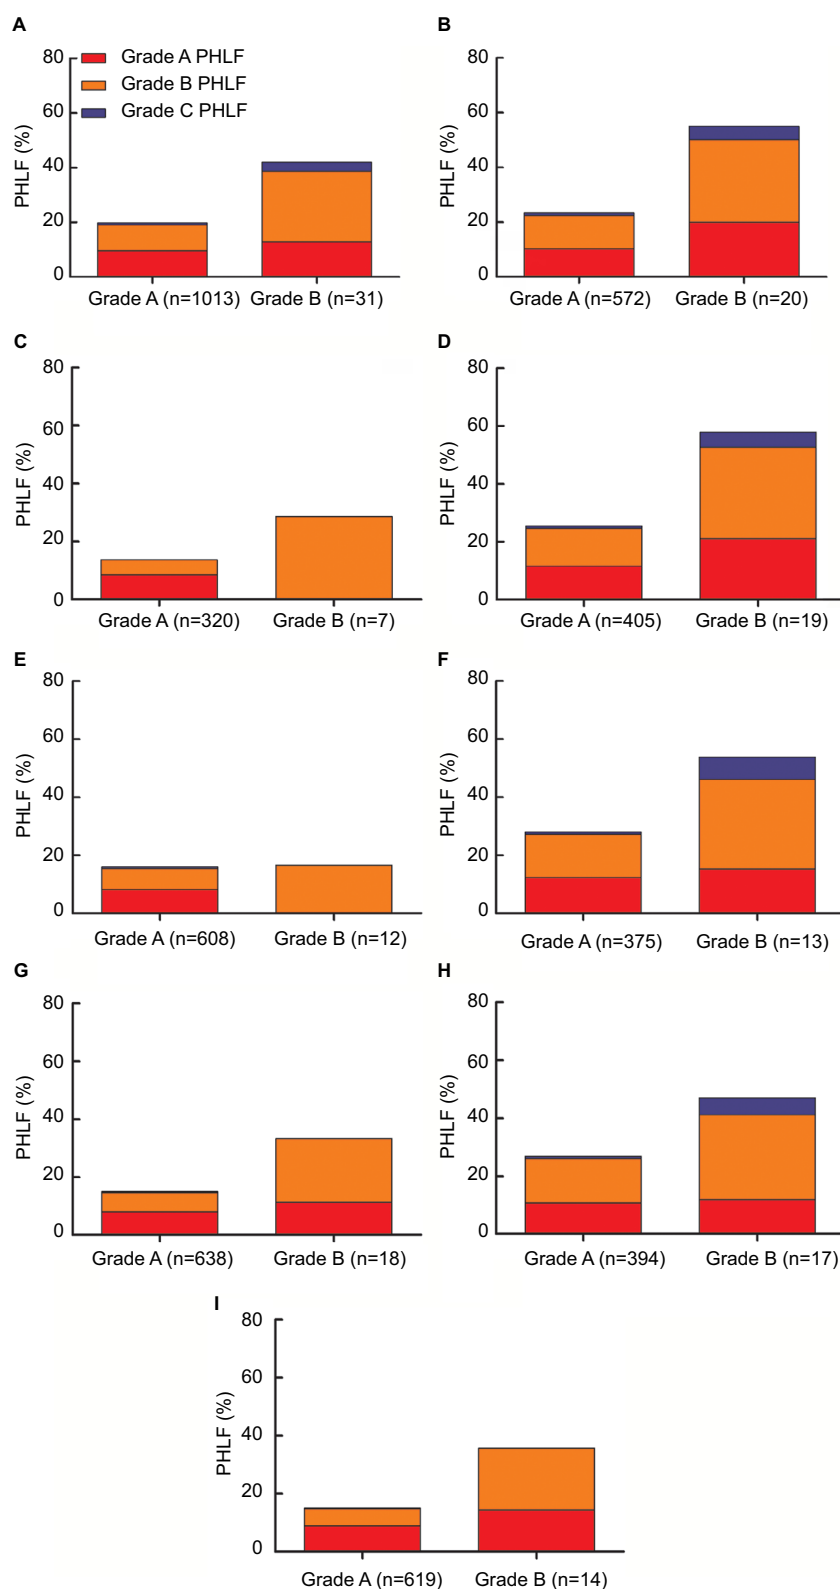 A
PHLF (%)
80
60
40
20
0
Grade A PHLF
Grade B PHLF
Grade C PHLF
Grade A (n=1013) Grade B (n=31)
B
PHLF (%)
80
60
40
20
0
Grade A (n=572) Grade B (n=20)
C
PHLF (%)
80
60
40
20
0
Grade A (n=320) Grade B (n=7)
D
PHLF (%)
80
60
40
20
0
Grade A (n=405) Grade B (n=19)
E
PHLF (%)
80
60
40
20
0
Grade A (n=608) Grade B (n=12)
F
PHLF (%)
80
60
40
20
0
Grade A (n=375) Grade B (n=13)
G
PHLF (%)
80
60
40
20
0
Grade A (n=638) Grade B (n=18)
H
PHLF (%)
80
60
40
20
0
Grade A (n=394) Grade B (n=17)
I
PHLF (%)
80
60
40
20
0
Grade A (n=619) Grade B (n=14)